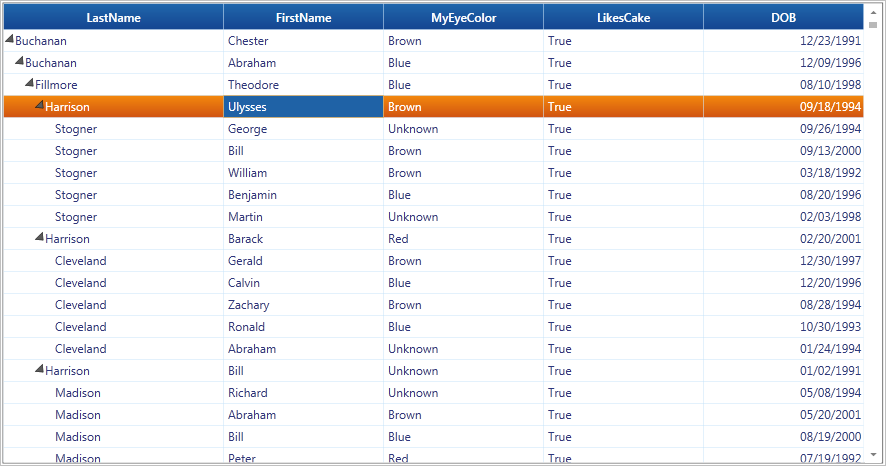 LastName FirstName MyEyeColor LikesCake DOB
Buchanan Chester Brown True 12/23/1991
Buchanan Abraham Blue True 12/09/1996
Fillmore Theodore Blue True 08/10/1998
Harrison Ulysses Brown True 09/18/1994
Stogner George Unknown True 09/26/1994
Stogner Bill Brown True 09/13/2000
Stogner William Brown True 03/18/1992
Stogner Benjamin Blue True 08/20/1996
Stogner Martin Unknown True 02/03/1998
Harrison Barack Red True 02/20/2001
Cleveland Gerald Brown True 12/30/1997
Cleveland Calvin Blue True 12/20/1996
Cleveland Zachary Brown True 08/28/1994
Cleveland Ronald Blue True 10/30/1993
Cleveland Abraham Unknown True 01/24/1994
Harrison Bill Unknown True 01/02/1991
Madison Richard Unknown True 05/08/1994
Madison Abraham Brown True 05/20/2001
Madison Bill Blue True 08/19/2000
Madison Peter Red True 07/19/1992